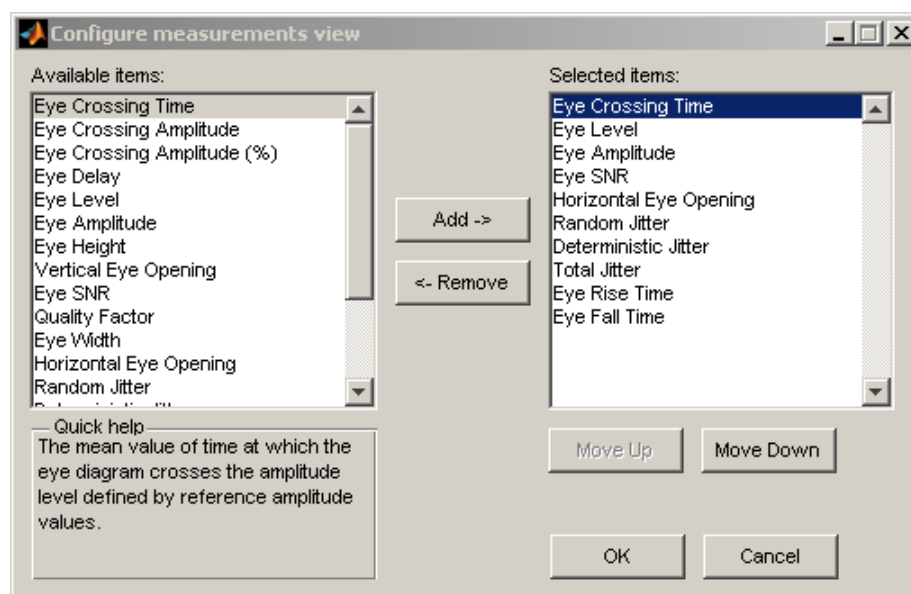 Configure measurements view
Available items:
Eye Crossing Time
Eye Crossing Amplitude
Eye Crossing Amplitude (%)
Eye Delay
Eye Level
Eye Amplitude
Eye Height
Vertical Eye Opening
Eye SNR
Quality Factor
Eye Width
Horizontal Eye Opening
Random Jitter
Add ->
<- Remove
Selected items:
Eye Crossing Time
Eye Level
Eye Amplitude
Eye SNR
Horizontal Eye Opening
Random Jitter
Deterministic Jitter
Total Jitter
Eye Rise Time
Eye Fall Time
Quick help
The mean value of time at which the
eye diagram crosses the amplitude
level defined by reference amplitude
values.
Move Up
Move Down
OK
Cancel